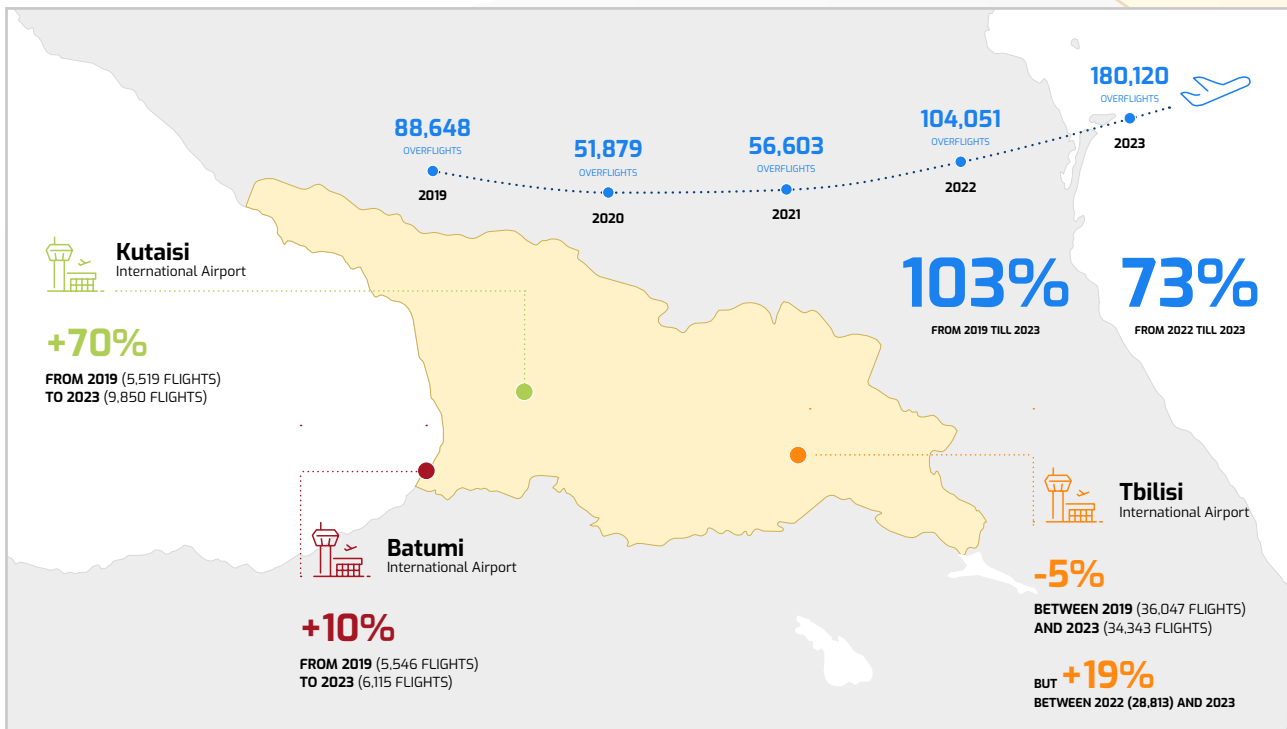 88,648
OVERFLIGHTS
2019
51,879
OVERFLIGHTS
2020
56,603
OVERFLIGHTS
2021
104,051
OVERFLIGHTS
2022
180,120
OVERFLIGHTS
2023
103%
FROM 2019 TILL 2023
73%
FROM 2022 TILL 2023
Kutaisi
International Airport
+70%
FROM 2019 (5,519 FLIGHTS)
TO 2023 (9,850 FLIGHTS)
Batumi
International Airport
+10%
FROM 2019 (5,546 FLIGHTS)
TO 2023 (6,115 FLIGHTS)
Tbilisi
International Airport
-5%
BETWEEN 2019 (36,047 FLIGHTS)
AND 2023 (34,343 FLIGHTS)
BUT +19%
BETWEEN 2022 (28,813) AND 2023